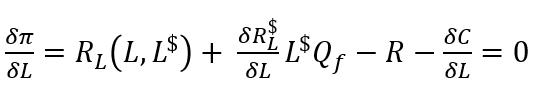 δπ/δL = R_L(L, L^$) + δR_L^$/δL L^$ Q_f − R − δC/δL = 0